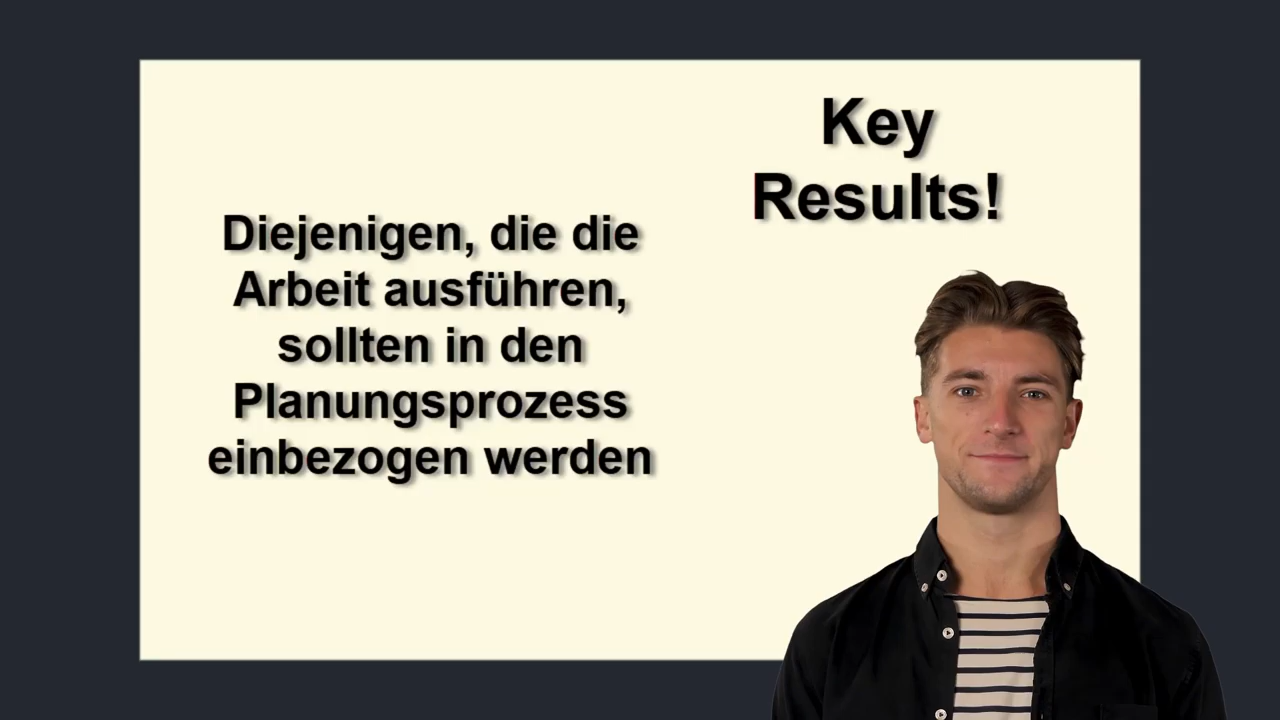 Key
Results!
Diejenigen, die die
Arbeit ausführen,
sollten in den
Planungsprozess
einbezogen werden